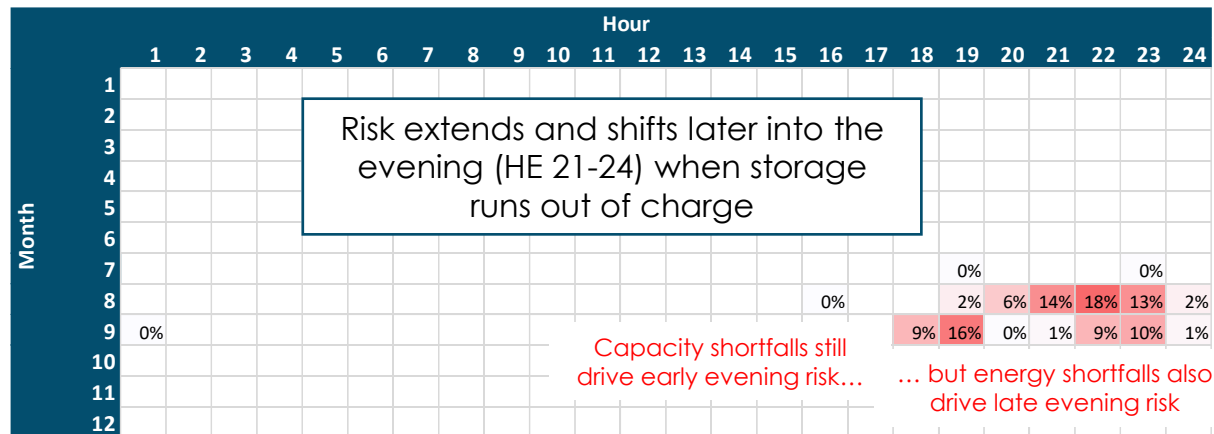 Hour
1 2 3 4 5 6 7 8 9 10 11 12 13 14 15 16 17 18 19 20 21 22 23 24
Month
1
2
3
4
5
6
Risk extends and shifts later into the
evening (HE 21-24) when storage
runs out of charge
7 0% 0%
8 0% 2% 6% 14% 18% 13% 2%
9 0% 9% 16% 0% 1% 9% 10% 1%
10
11
12
Capacity shortfalls still
drive early evening risk...
... but energy shortfalls also
drive late evening risk